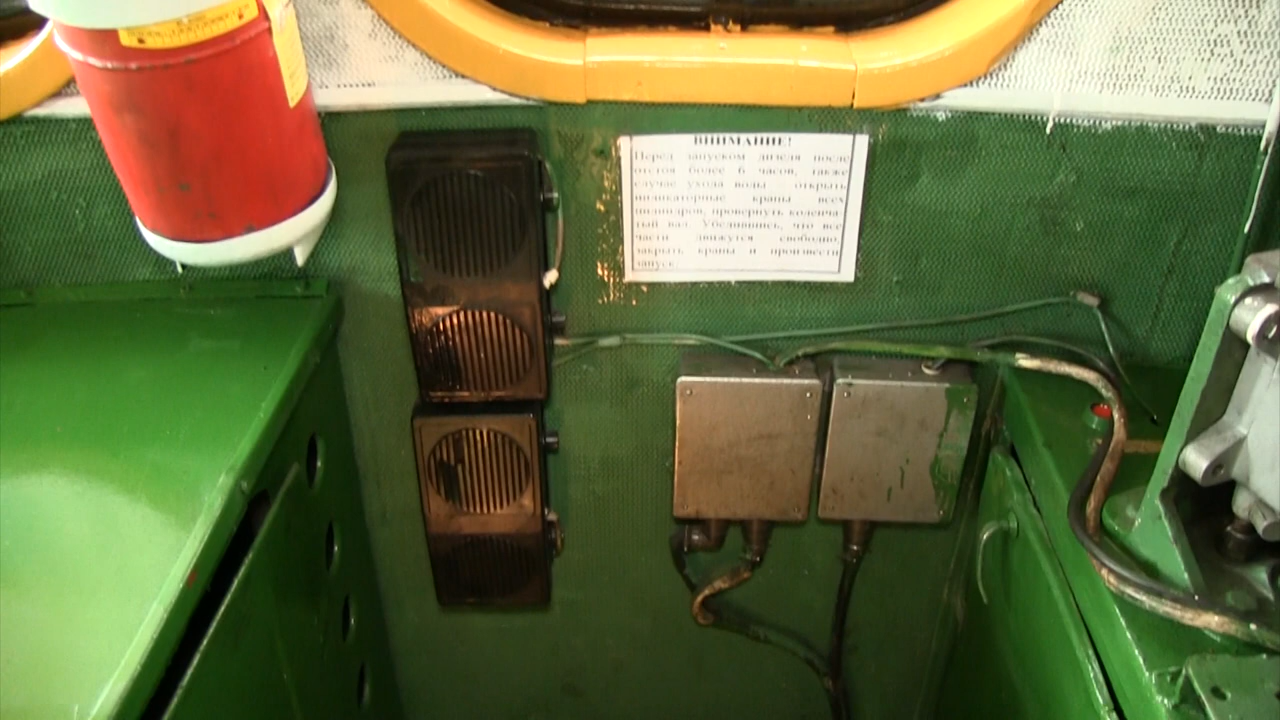 ВНИМАНИЕ!
Перед запуском дизеля после
отстоя более 6 часов, также
случае ухода воды открыть
индикаторные краны всех
цилиндров, провернуть коленча-
тый вал. Убедившись, что все
части движутся свободно,
закрыть краны и произвести
запуск